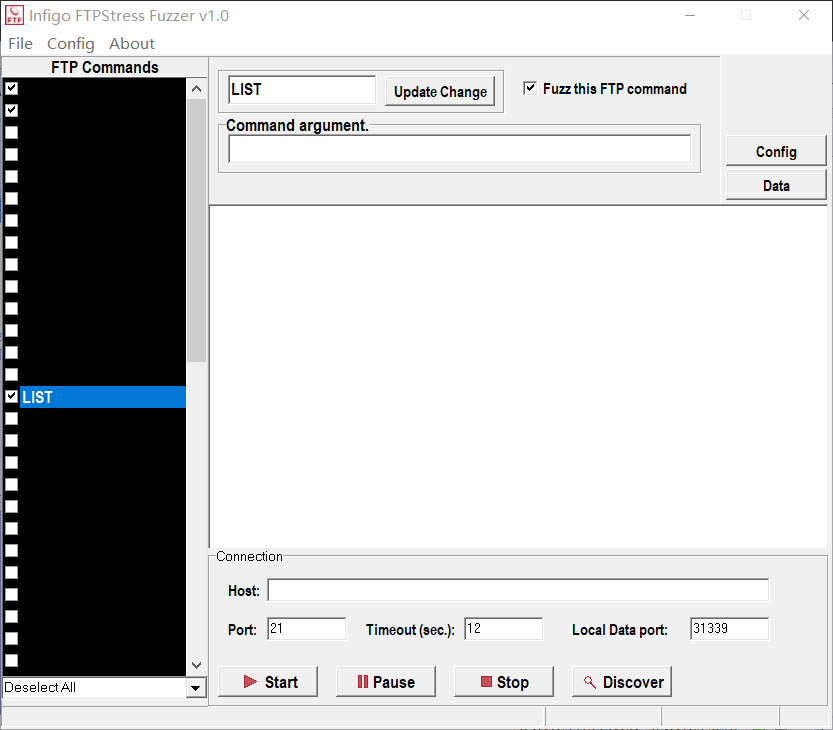 FTP
Infigo FTPStress Fuzzer v1.0
File Config About
FTP Commands
LIST
Update Change
Fuzz this FTP command
Command argument.
Config
Data
LIST
Connection
Host:
Port: 21 Timeout (sec.): 12 Local Data port: 31339
Start Pause Stop Discover
Deselect All